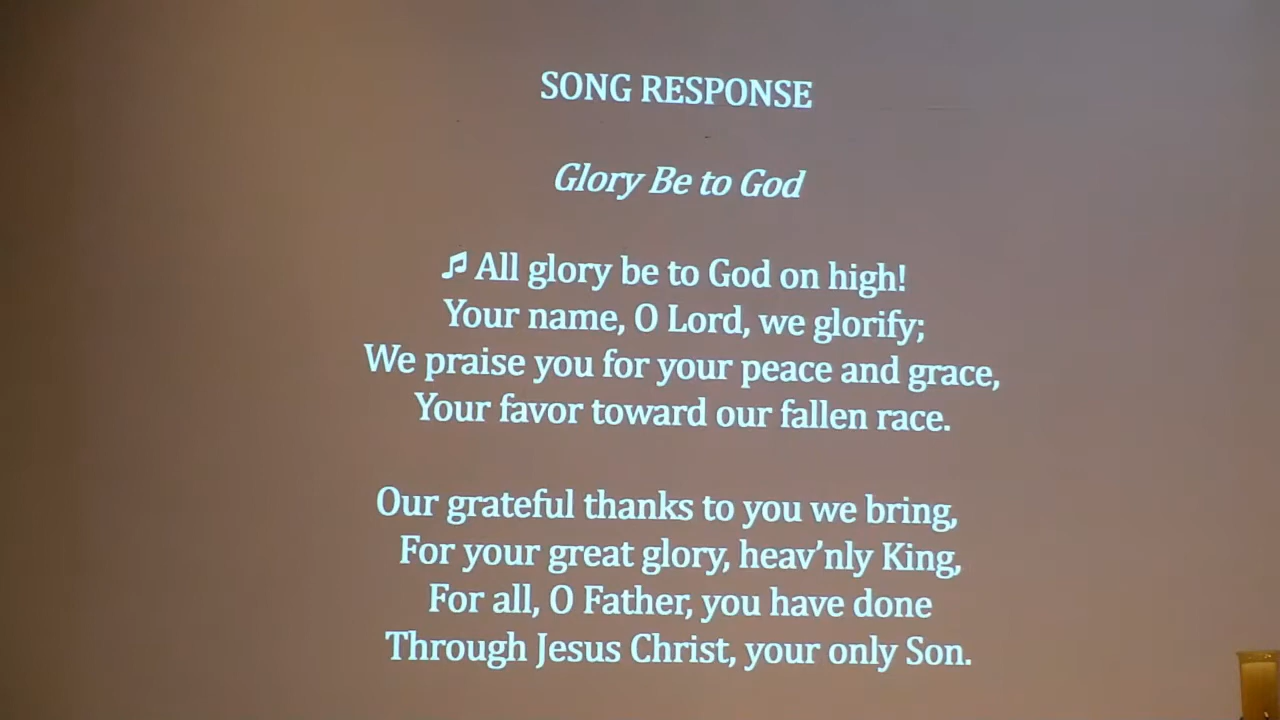 SONG RESPONSE
Glory Be to God
♫ All glory be to God on high!
Your name, O Lord, we glorify;
We praise you for your peace and grace,
Your favor toward our fallen race.
Our grateful thanks to you we bring,
For your great glory, heav’nly King,
For all, O Father, you have done
Through Jesus Christ, your only Son.